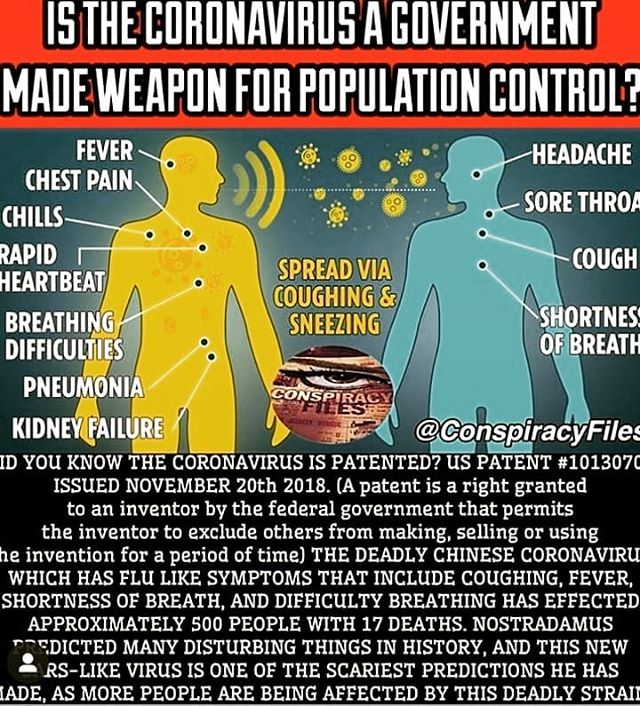 IS THE CORONAVIRUS A GOVERNMENT
MADE WEAPON FOR POPULATION CONTROL?
FEVER
CHEST PAIN
CHILLS
RAPID
HEARTBEAT
BREATHING
DIFFICULTIES
PNEUMONIA
KIDNEY FAILURE
SPREAD VIA
COUGHING &
SNEEZING
HEADACHE
SORE THROA
COUGH
SHORTNES
OF BREATH
CONSPIRACY
FILES
@ConspiracyFiles
ID YOU KNOW THE CORONAVIRUS IS PATENTED? US PATENT #1013070
ISSUED NOVEMBER 20th 2018. (A patent is a right granted
to an inventor by the federal government that permits
the inventor to exclude others from making, selling or using
he invention for a period of time) THE DEADLY CHINESE CORONAVIRU
WHICH HAS FLU LIKE SYMPTOMS THAT INCLUDE COUGHING, FEVER,
SHORTNESS OF BREATH, AND DIFFICULTY BREATHING HAS EFFECTED
APPROXIMATELY 500 PEOPLE WITH 17 DEATHS. NOSTRADAMUS
PREDICTED MANY DISTURBING THINGS IN HISTORY, AND THIS NEW
RS-LIKE VIRUS IS ONE OF THE SCARIEST PREDICTIONS HE HAS
MADE, AS MORE PEOPLE ARE BEING AFFECTED BY THIS DEADLY STRAIN